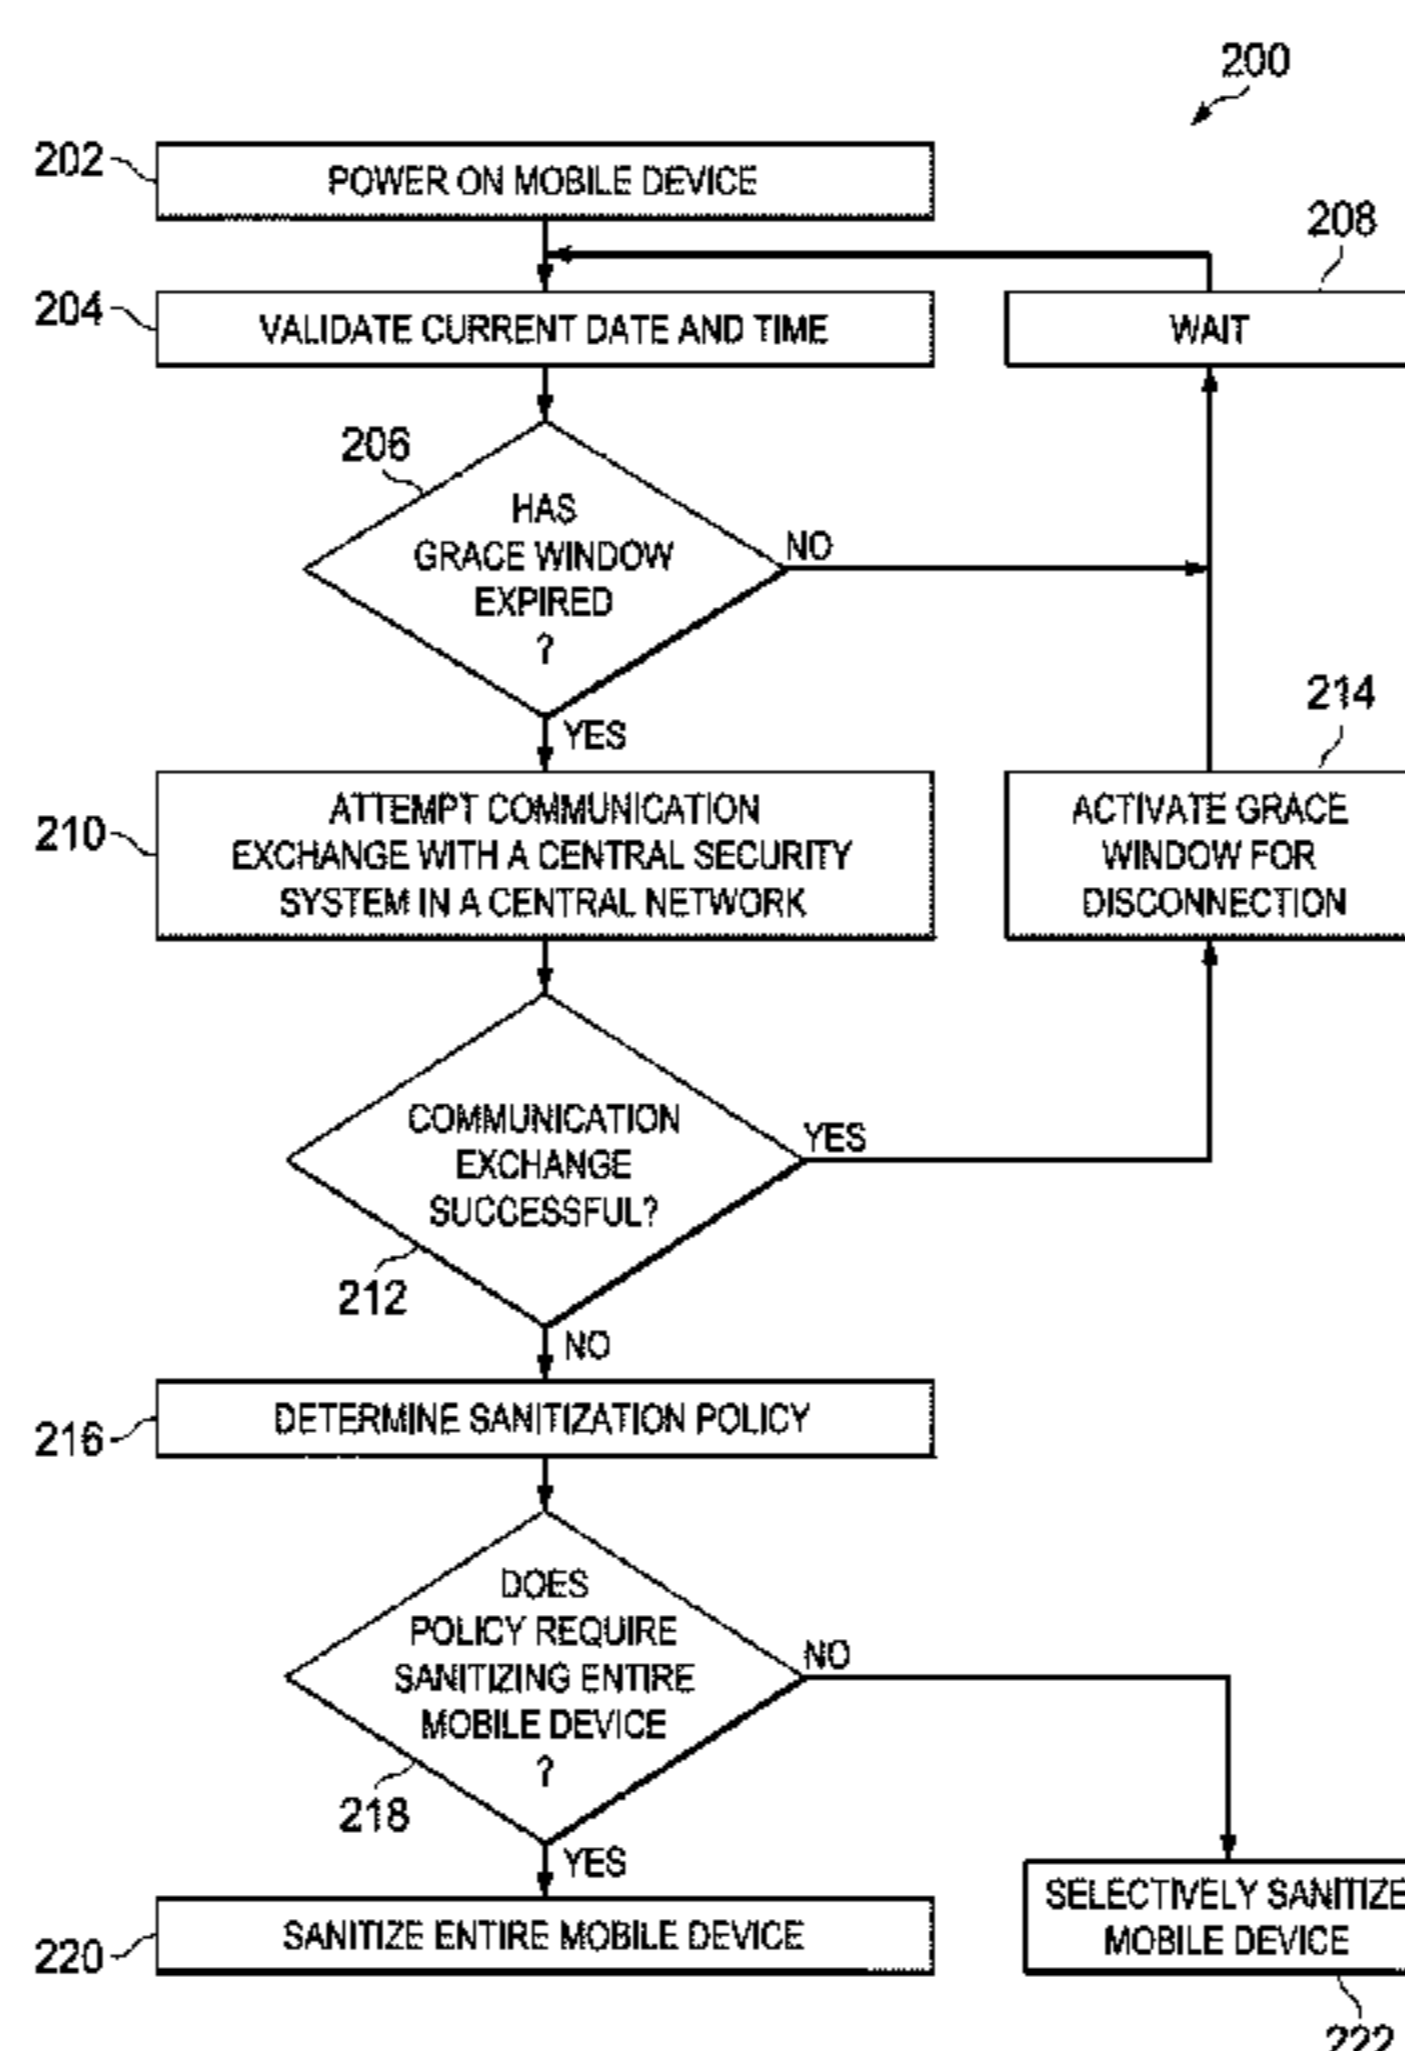 200
202
POWER ON MOBILE DEVICE
208
204
VALIDATE CURRENT DATE AND TIME
WAIT
206
HAS
GRACE WINDOW
EXPIRED
?
NO
YES
214
210
ATTEMPT COMMUNICATION
EXCHANGE WITH A CENTRAL SECURITY
SYSTEM IN A CENTRAL NETWORK
ACTIVATE GRACE
WINDOW FOR
DISCONNECTION
COMMUNICATION
EXCHANGE
SUCCESSFUL?
YES
212
NO
216
DETERMINE SANITIZATION POLICY
DOES
POLICY REQUIRE
SANITIZING ENTIRE
MOBILE DEVICE
?
NO
218
YES
220
SANITIZE ENTIRE MOBILE DEVICE
SELECTIVELY SANITIZE
MOBILE DEVICE
222